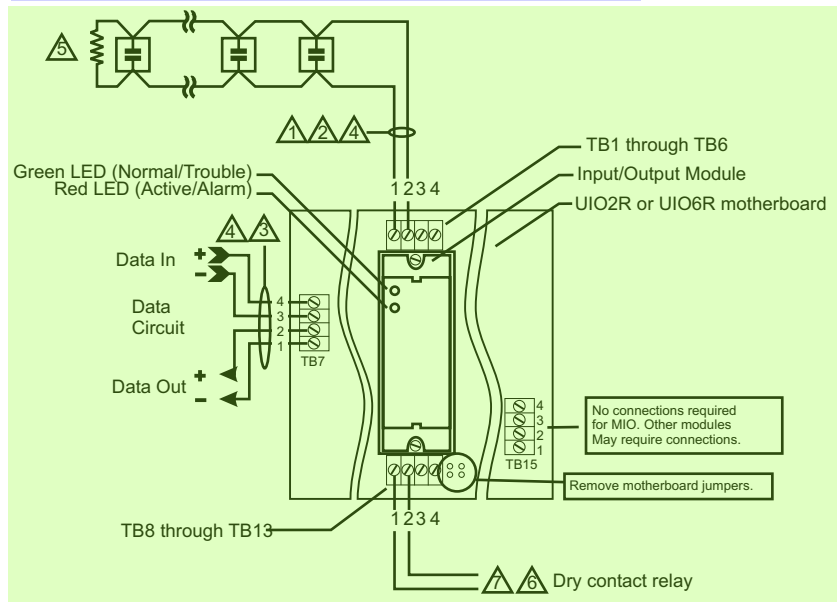 5
1 2 4
TB1 through TB6
Input/Output Module
UIO2R or UIO6R motherboard
Green LED (Normal/Trouble)
Red LED (Active/Alarm)
1 2 3 4
4 3
Data In
+
-
Data
Circuit
4
3
2
1
TB7
Data Out
+
-
4
3
2
1
TB15
No connections required
for MIO. Other modules
May require connections.
Remove motherboard jumpers.
1 2 3 4
TB8 through TB13
7 6 Dry contact relay